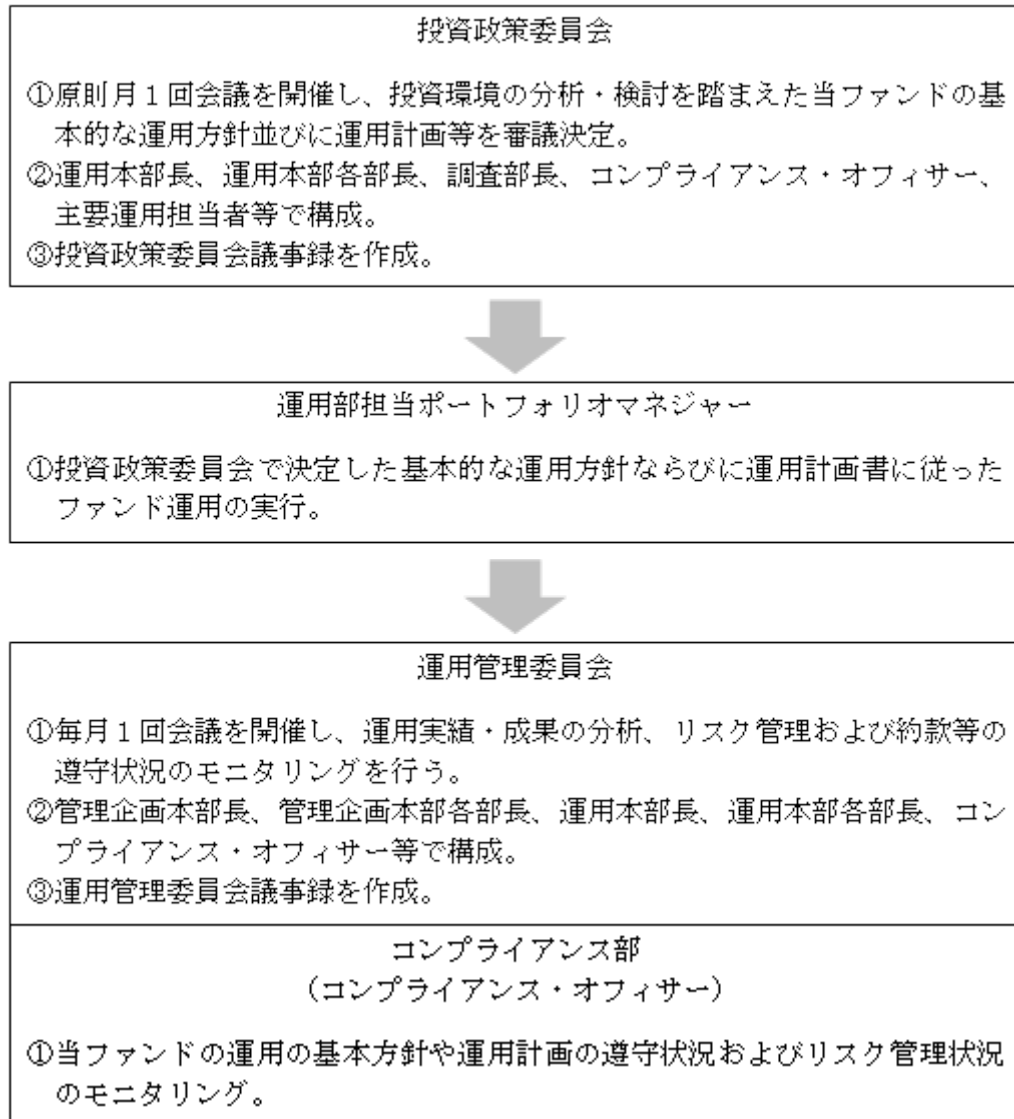 投資政策委員会
①原則月１回会議を開催し、投資環境の分析・検討を踏まえた当ファンドの基
本的な運用方針並びに運用計画等を審議決定。
②運用本部長、運用本部各部長、調査部長、コンプライアンス・オフィサー、
主要運用担当者等で構成。
③投資政策委員会議事録を作成。
運用部担当ポートフォリオマネジャー
①投資政策委員会で決定した基本的な運用方針ならびに運用計画書に従った
ファンド運用の実行。
運用管理委員会
①毎月１回会議を開催し、運用実績・成果の分析、リスク管理および約款等の
遵守状況のモニタリングを行う。
②管理企画本部長、管理企画本部各部長、運用本部長、運用本部各部長、コン
プライアンス・オフィサー等で構成。
③運用管理委員会議事録を作成。
コンプライアンス部
（コンプライアンス・オフィサー）
①当ファンドの運用の基本方針や運用計画の遵守状況およびリスク管理状況
のモニタリング。